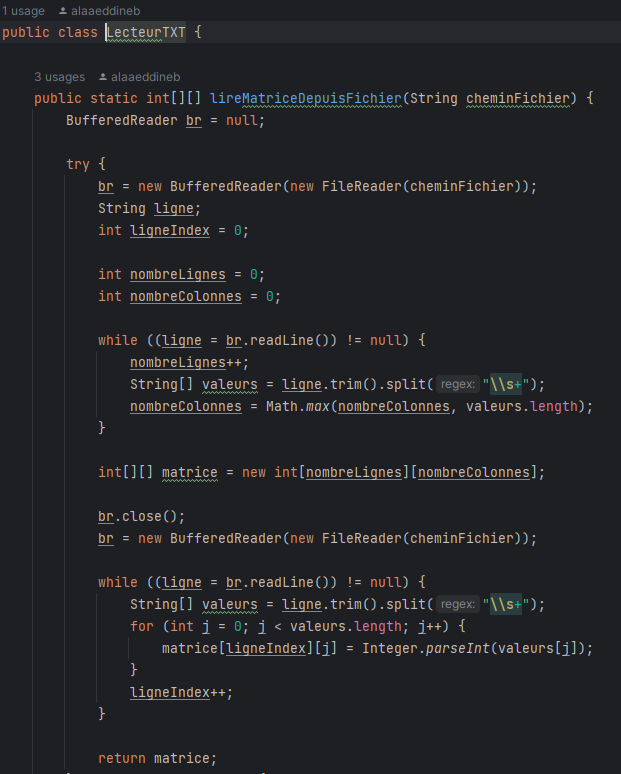 1 usage alaaeddineb
public class LecteurTXT {
3 usages alaaeddineb
public static int[][] lireMatriceDepuisFichier(String cheminFichier) {
BufferedReader br = null;
try {
br = new BufferedReader(new FileReader(cheminFichier));
String ligne;
int ligneIndex = 0;
int nombreLignes = 0;
int nombreColonnes = 0;
while ((ligne = br.readLine()) != null) {
nombreLignes++;
String[] valeurs = ligne.trim().split( regex: "\\s+");
nombreColonnes = Math.max(nombreColonnes, valeurs.length);
}
int[][] matrice = new int[nombreLignes][nombreColonnes];
br.close();
br = new BufferedReader(new FileReader(cheminFichier));
while ((ligne = br.readLine()) != null) {
String[] valeurs = ligne.trim().split( regex: "\\s+");
for (int j = 0; j < valeurs.length; j++) {
matrice[ligneIndex][j] = Integer.parseInt(valeurs[j]);
}
ligneIndex++;
}
return matrice;